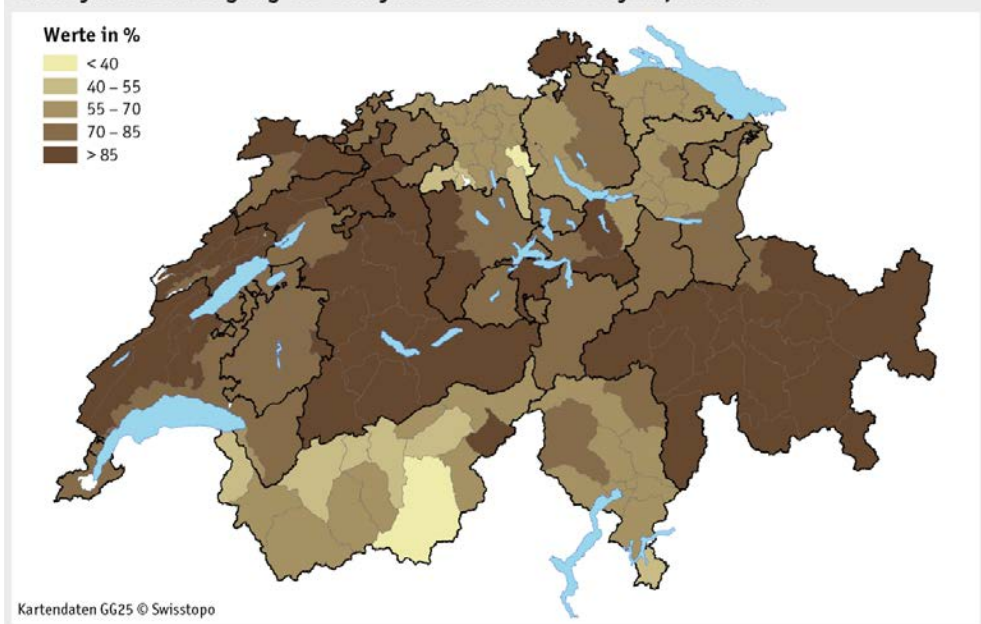 Werte in %
< 40
40 – 55
55 – 70
70 – 85
> 85
Kartendaten GG25 © Swisstopo